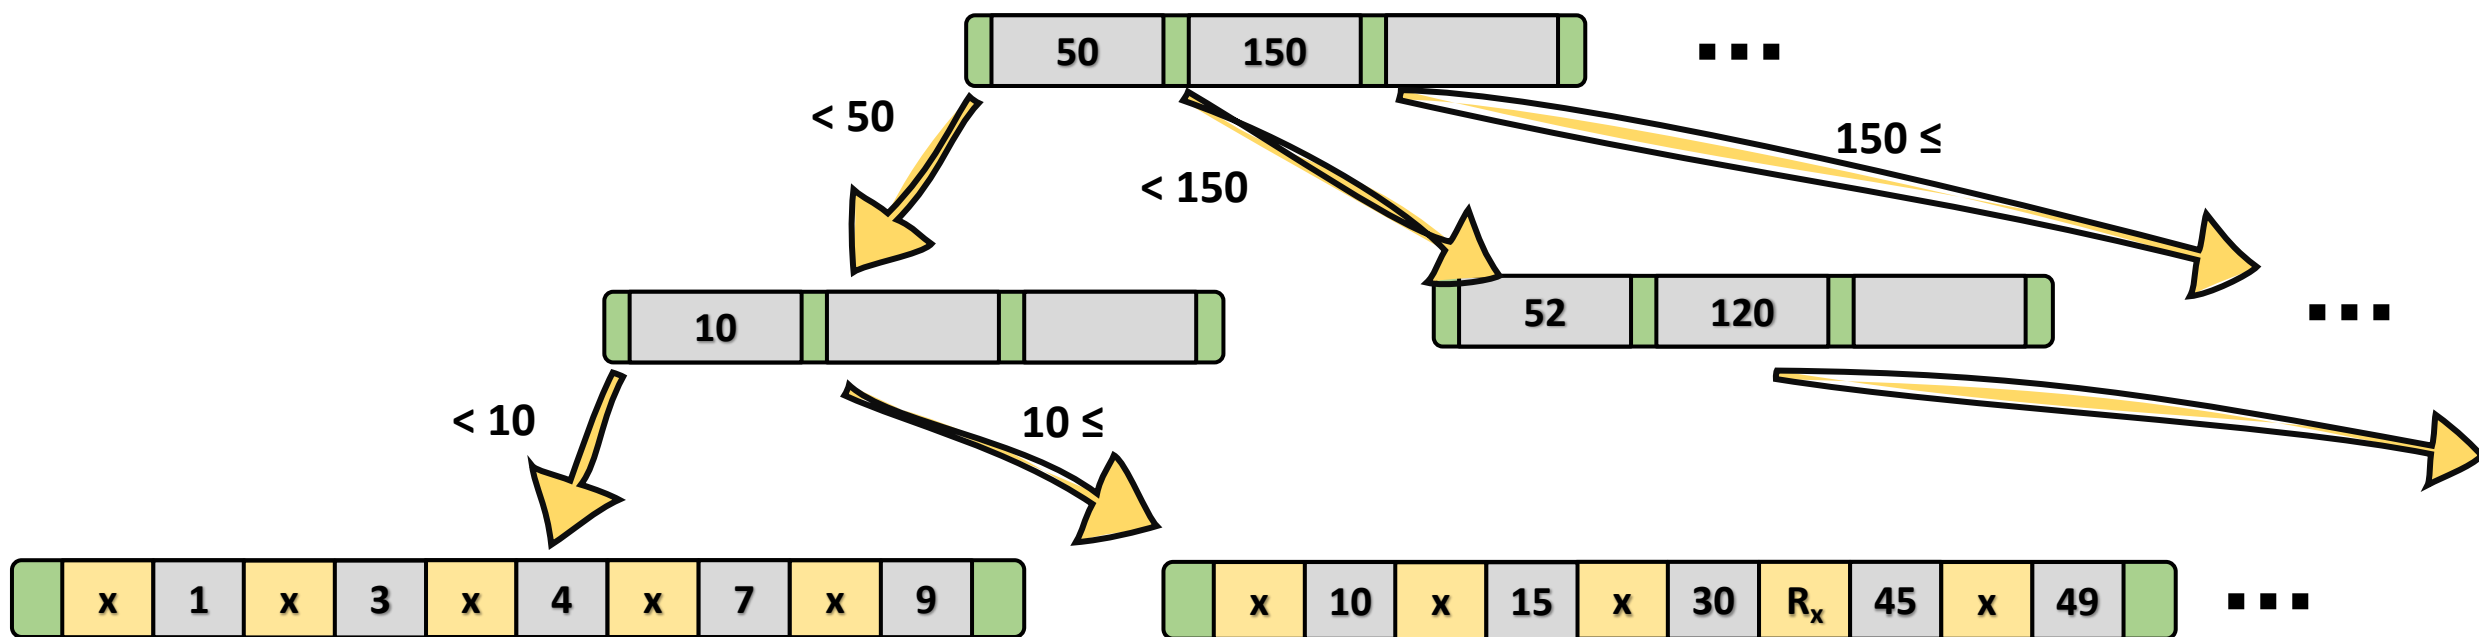 50 150 ...
< 50
150 ≤
< 150
10
52 120
...
< 10
10 ≤
x 1 x 3 x 4 x 7 x 9
x 10 x 15 x 30 Rx 45 x 49 ...